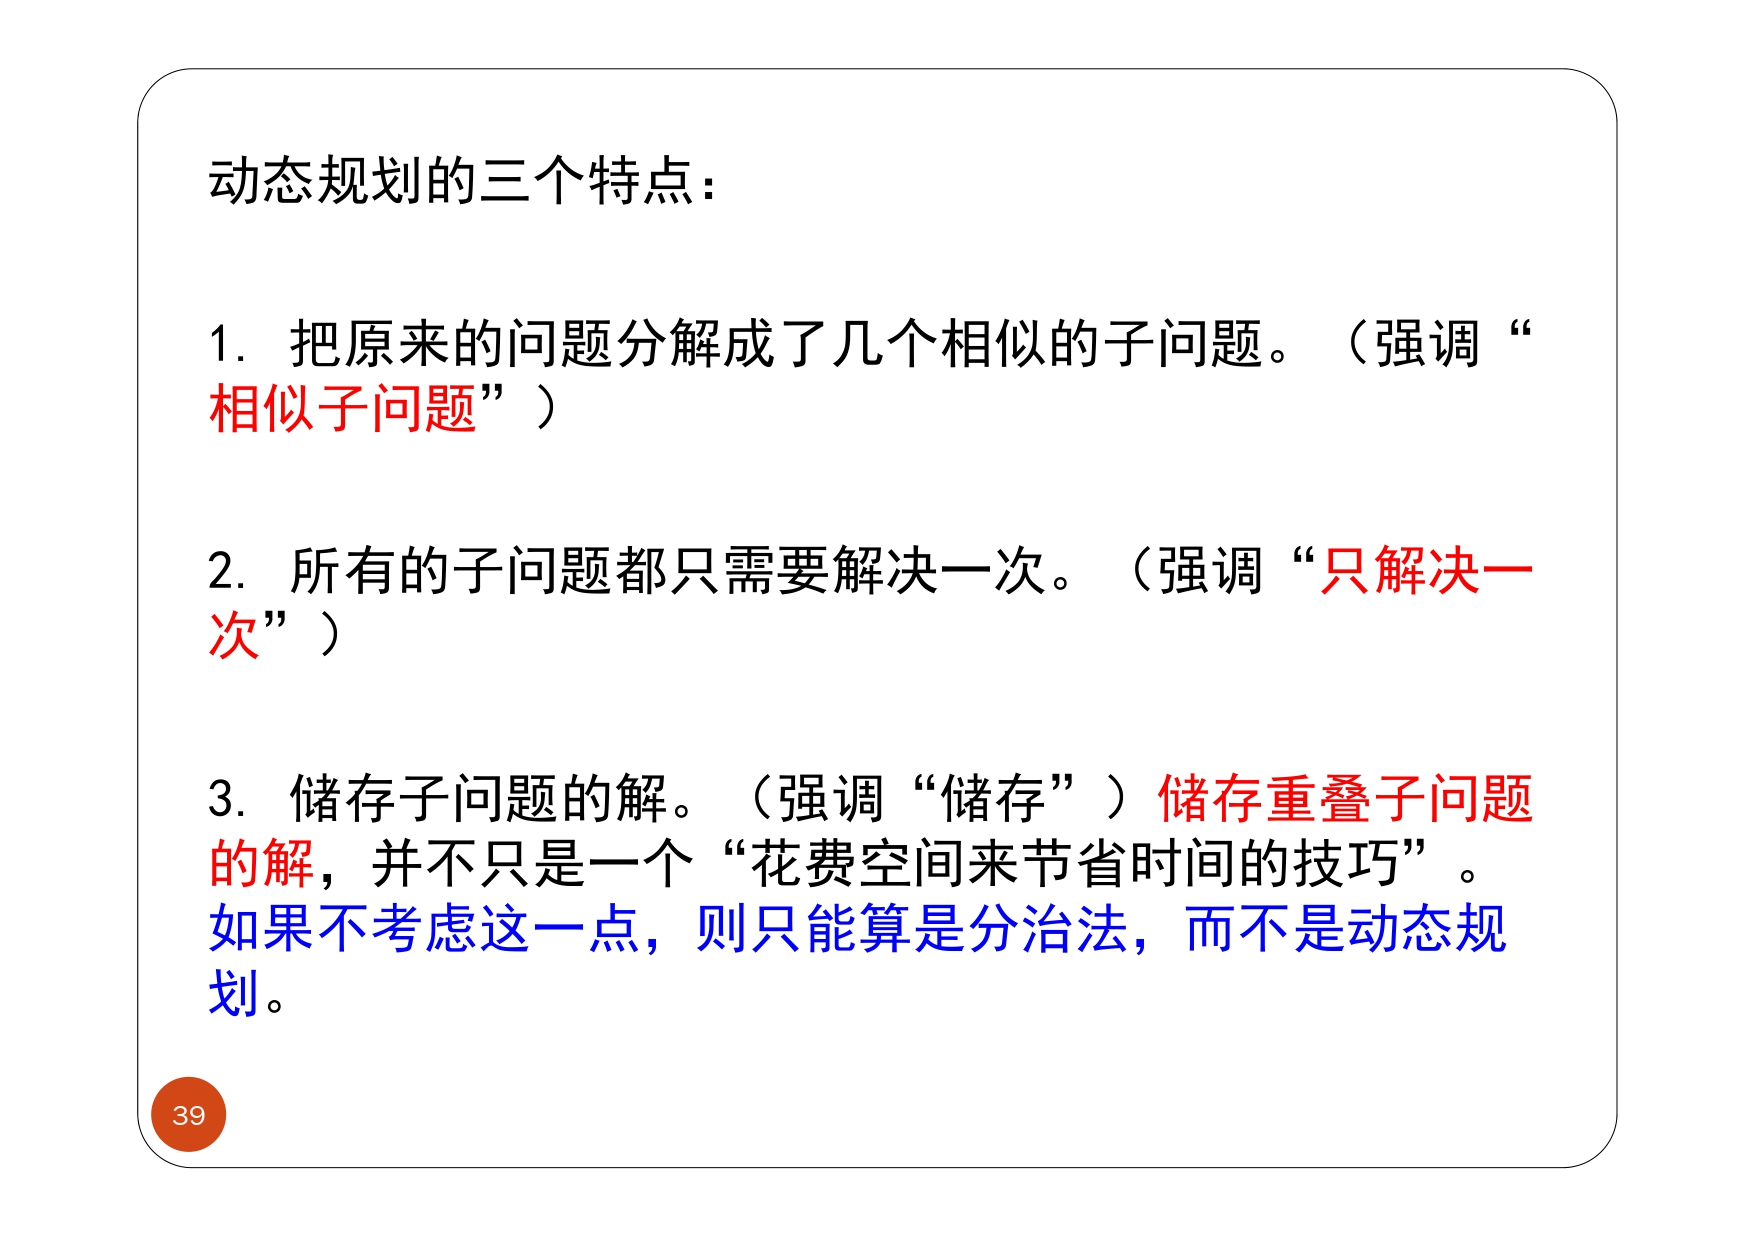 动态规划的三个特点：
1. 把原来的问题分解成了几个相似的子问题。（强调“
相似子问题”）
2. 所有的子问题都只需要解决一次。（强调“只解决一
次”）
3. 储存子问题的解。（强调“储存”）储存重叠子问题
的解，并不只是一个“花费空间来节省时间的技巧”。
如果不考虑这一点，则只能算是分治法，而不是动态规
划。
39